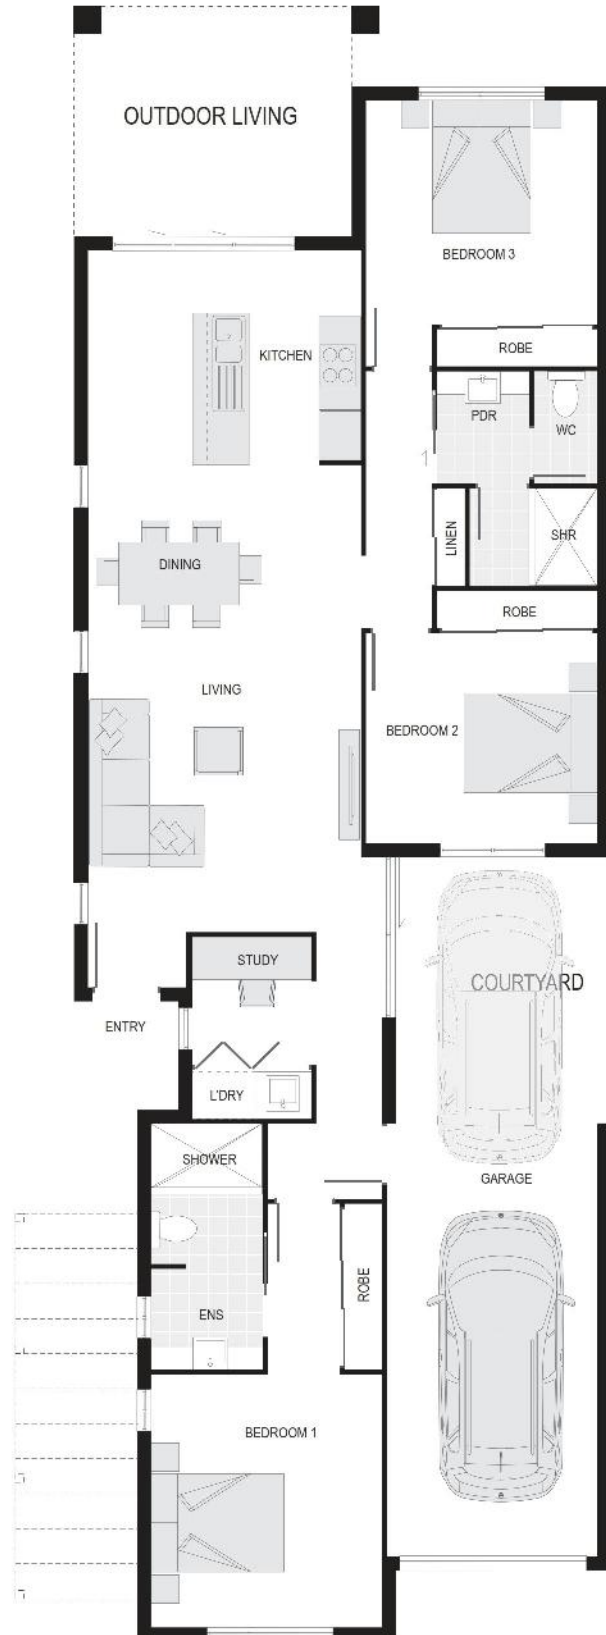 OUTDOOR LIVING
BEDROOM 3
KITCHEN
ROBE
PDR
WC
LINEN
SHR
DINING
ROBE
LIVING
BEDROOM 2
STUDY
COURTYARD
ENTRY
L'DRY
SHOWER
GARAGE
ROBE
ENS
BEDROOM 1